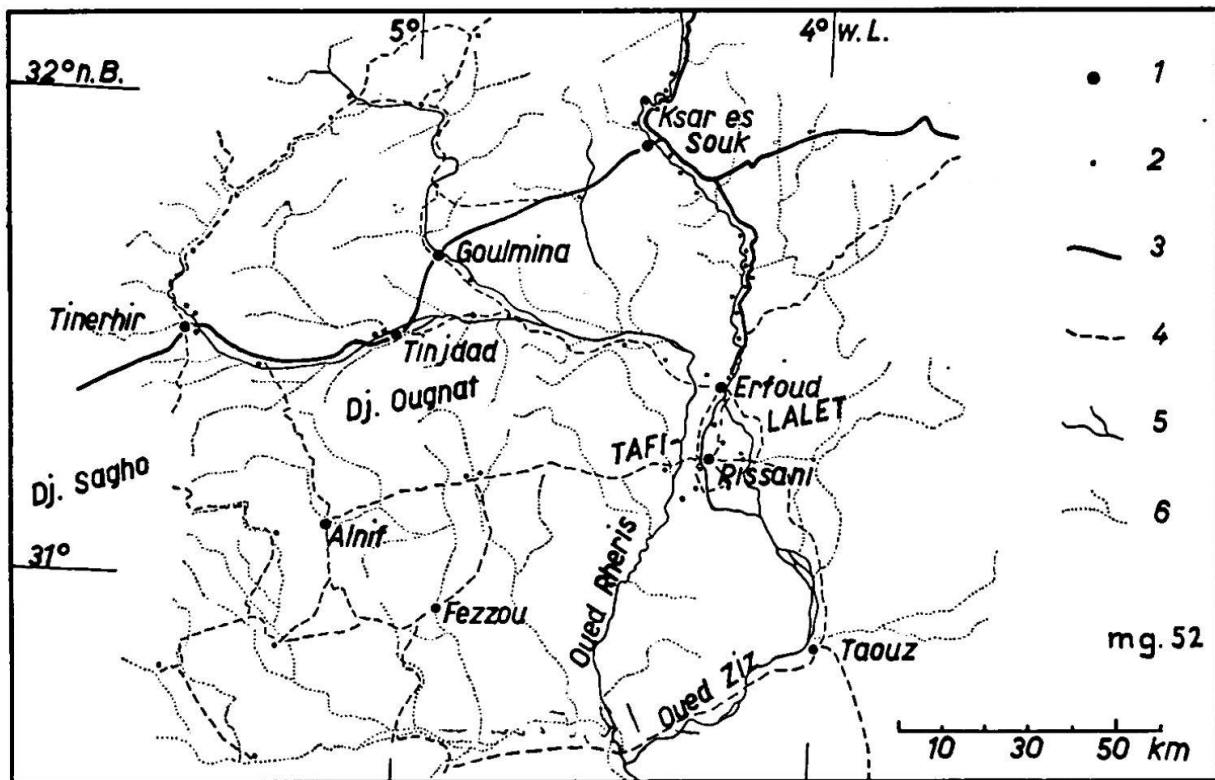 5°
4° w.L.
32° n.B.
1
Ksar es
Souk
2
Goulmina
3
Tinerhir
Tinjdad
4
Dj. Ougnat
Erfoud
LALET
TAFI
5
Rissani
Dj. Sagho
Alnif
6
31°
Oued Rheris
Fezzou
mg. 52
Taouz
Oued Ziz
10 30 50 km